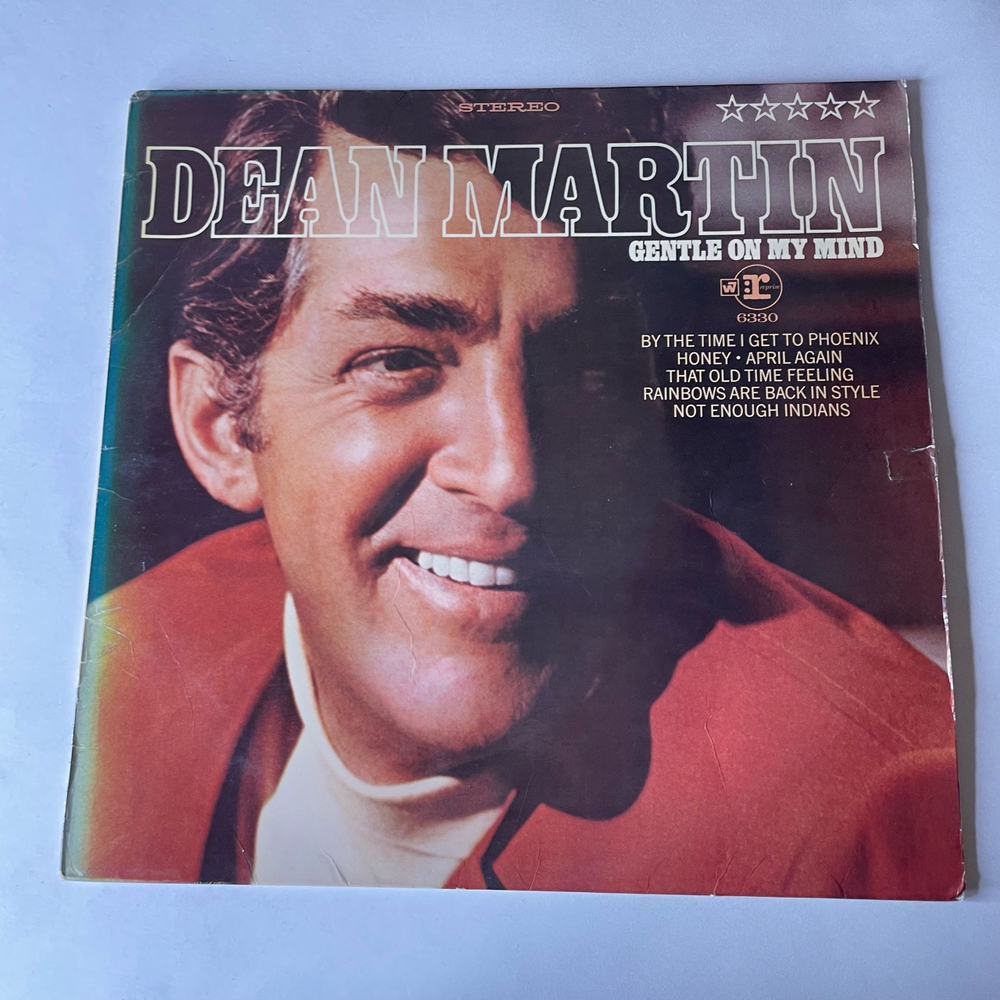 STEREO
DEAN MARTIN
GENTLE ON MY MIND
w r reprise
6330
BY THE TIME I GET TO PHOENIX
HONEY • APRIL AGAIN
THAT OLD TIME FEELING
RAINBOWS ARE BACK IN STYLE
NOT ENOUGH INDIANS